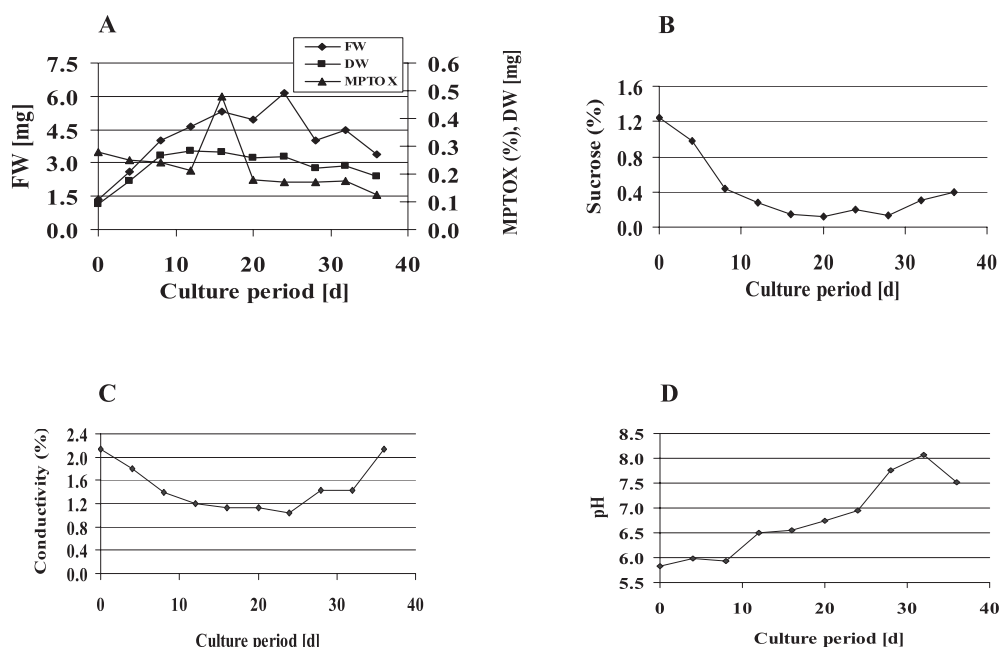 A
FW
DW
MPTOX
7.5
6.0
4.5
3.0
1.5
0.0
FW [mg]
0.6
0.5
0.4
0.3
0.2
0.1
0.0
MPTOX (%), DW [mg]
0 10 20 30 40
Culture period [d]
B
1.6
1.2
0.8
0.4
0.0
Sucrose (%)
0 10 20 30 40
Culture period [d]
C
2.4
2.0
1.6
1.2
0.8
0.4
0.0
Conductivity (%)
0 10 20 30 40
Culture period [d]
D
8.5
8.0
7.5
7.0
6.5
6.0
5.5
pH
0 10 20 30 40
Culture period [d]